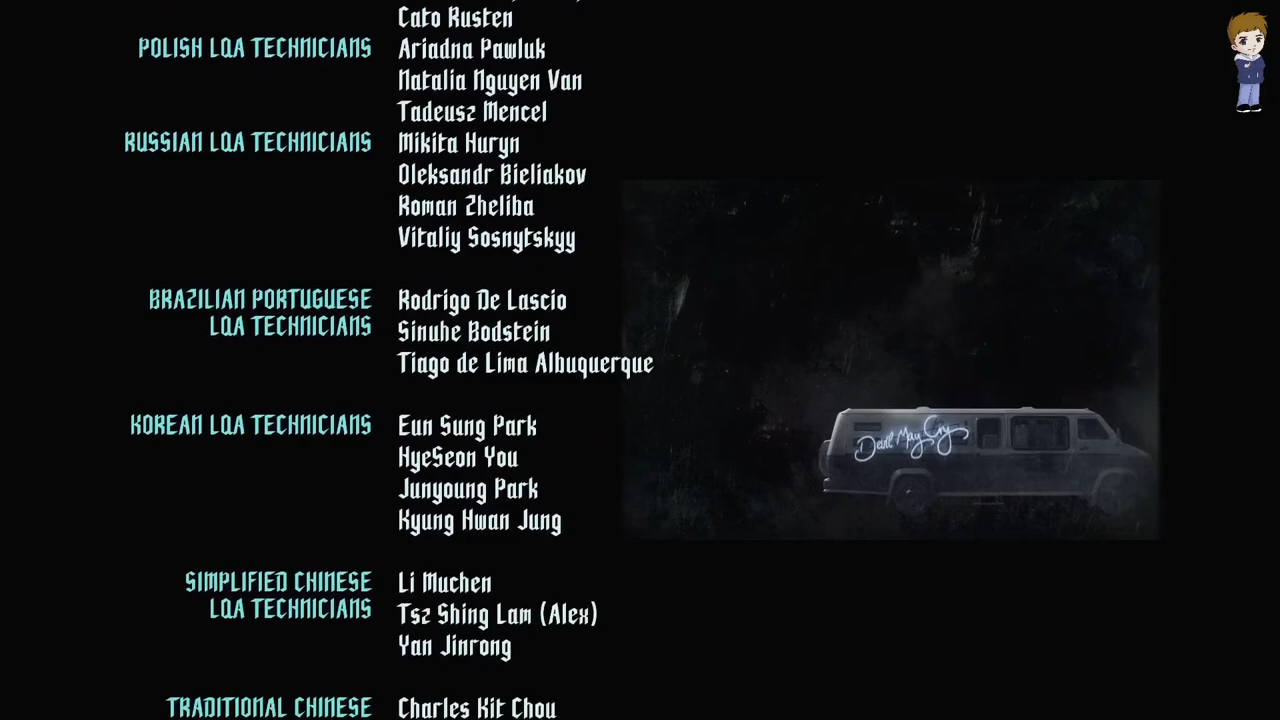 Cato Rusten
POLISH LQA TECHNICIANS Ariadna Pawluk
Natalia Nguyen Van
Tadeusz Mencel
RUSSIAN LQA TECHNICIANS Mikita Huryn
Oleksandr Bieliakov
Roman Zheliba
Vitaliy Sosnytskyy
BRAZILIAN PORTUGUESE Rodrigo De Lascio
LQA TECHNICIANS Sinuhe Bodstein
Tiago de Lima Albuquerque
KOREAN LQA TECHNICIANS Eun Sung Park
HyeSeon You
Junyoung Park
Kyung Hwan Jung
Devil May Cry
SIMPLIFIED CHINESE Li Muchen
LQA TECHNICIANS Tsz Shing Lam (Alex)
Yan Jinrong
TRADITIONAL CHINESE Charles Kit Chou